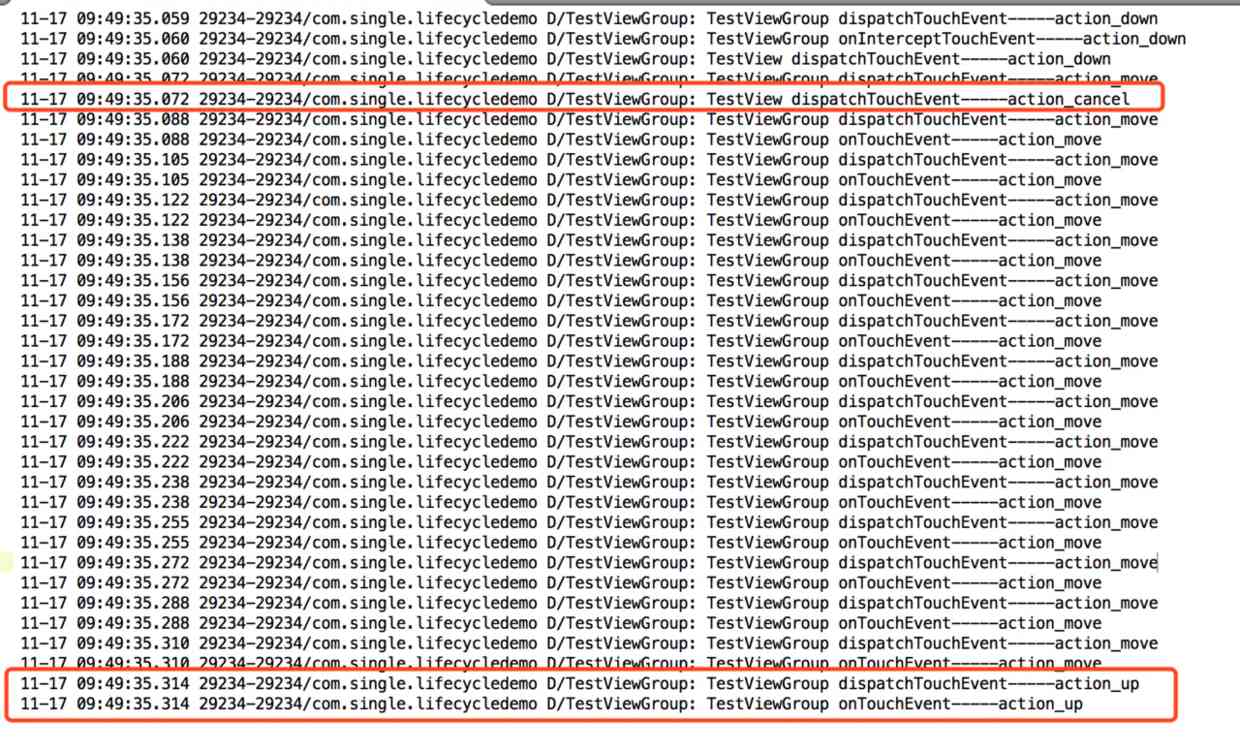 11-17 09:49:35.059 29234-29234/com.single.lifecycledemo D/TestViewGroup: TestViewGroup dispatchTouchEvent-----action_down
11-17 09:49:35.060 29234-29234/com.single.lifecycledemo D/TestViewGroup: TestViewGroup onInterceptTouchEvent-----action_down
11-17 09:49:35.060 29234-29234/com.single.lifecycledemo D/TestViewGroup: TestView dispatchTouchEvent-----action_down
11-17 09:49:35.072 29234-29234/com.single.lifecycledemo D/TestViewGroup: TestViewGroup dispatchTouchEvent-----action_move
11-17 09:49:35.072 29234-29234/com.single.lifecycledemo D/TestViewGroup: TestView dispatchTouchEvent-----action_cancel
11-17 09:49:35.088 29234-29234/com.single.lifecycledemo D/TestViewGroup: TestViewGroup dispatchTouchEvent-----action_move
11-17 09:49:35.088 29234-29234/com.single.lifecycledemo D/TestViewGroup: TestViewGroup onTouchEvent-----action_move
11-17 09:49:35.105 29234-29234/com.single.lifecycledemo D/TestViewGroup: TestViewGroup dispatchTouchEvent-----action_move
11-17 09:49:35.105 29234-29234/com.single.lifecycledemo D/TestViewGroup: TestViewGroup onTouchEvent-----action_move
11-17 09:49:35.122 29234-29234/com.single.lifecycledemo D/TestViewGroup: TestViewGroup dispatchTouchEvent-----action_move
11-17 09:49:35.122 29234-29234/com.single.lifecycledemo D/TestViewGroup: TestViewGroup onTouchEvent-----action_move
11-17 09:49:35.138 29234-29234/com.single.lifecycledemo D/TestViewGroup: TestViewGroup dispatchTouchEvent-----action_move
11-17 09:49:35.138 29234-29234/com.single.lifecycledemo D/TestViewGroup: TestViewGroup onTouchEvent-----action_move
11-17 09:49:35.156 29234-29234/com.single.lifecycledemo D/TestViewGroup: TestViewGroup dispatchTouchEvent-----action_move
11-17 09:49:35.156 29234-29234/com.single.lifecycledemo D/TestViewGroup: TestViewGroup onTouchEvent-----action_move
11-17 09:49:35.172 29234-29234/com.single.lifecycledemo D/TestViewGroup: TestViewGroup dispatchTouchEvent-----action_move
11-17 09:49:35.172 29234-29234/com.single.lifecycledemo D/TestViewGroup: TestViewGroup onTouchEvent-----action_move
11-17 09:49:35.188 29234-29234/com.single.lifecycledemo D/TestViewGroup: TestViewGroup dispatchTouchEvent-----action_move
11-17 09:49:35.188 29234-29234/com.single.lifecycledemo D/TestViewGroup: TestViewGroup onTouchEvent-----action_move
11-17 09:49:35.206 29234-29234/com.single.lifecycledemo D/TestViewGroup: TestViewGroup dispatchTouchEvent-----action_move
11-17 09:49:35.206 29234-29234/com.single.lifecycledemo D/TestViewGroup: TestViewGroup onTouchEvent-----action_move
11-17 09:49:35.222 29234-29234/com.single.lifecycledemo D/TestViewGroup: TestViewGroup dispatchTouchEvent-----action_move
11-17 09:49:35.222 29234-29234/com.single.lifecycledemo D/TestViewGroup: TestViewGroup onTouchEvent-----action_move
11-17 09:49:35.238 29234-29234/com.single.lifecycledemo D/TestViewGroup: TestViewGroup dispatchTouchEvent-----action_move
11-17 09:49:35.238 29234-29234/com.single.lifecycledemo D/TestViewGroup: TestViewGroup onTouchEvent-----action_move
11-17 09:49:35.255 29234-29234/com.single.lifecycledemo D/TestViewGroup: TestViewGroup dispatchTouchEvent-----action_move
11-17 09:49:35.255 29234-29234/com.single.lifecycledemo D/TestViewGroup: TestViewGroup onTouchEvent-----action_move
11-17 09:49:35.272 29234-29234/com.single.lifecycledemo D/TestViewGroup: TestViewGroup dispatchTouchEvent-----action_move
11-17 09:49:35.272 29234-29234/com.single.lifecycledemo D/TestViewGroup: TestViewGroup onTouchEvent-----action_move
11-17 09:49:35.288 29234-29234/com.single.lifecycledemo D/TestViewGroup: TestViewGroup dispatchTouchEvent-----action_move
11-17 09:49:35.288 29234-29234/com.single.lifecycledemo D/TestViewGroup: TestViewGroup onTouchEvent-----action_move
11-17 09:49:35.310 29234-29234/com.single.lifecycledemo D/TestViewGroup: TestViewGroup dispatchTouchEvent-----action_move
11-17 09:49:35.310 29234-29234/com.single.lifecycledemo D/TestViewGroup: TestViewGroup onTouchEvent-----action_move
11-17 09:49:35.314 29234-29234/com.single.lifecycledemo D/TestViewGroup: TestViewGroup dispatchTouchEvent-----action_up
11-17 09:49:35.314 29234-29234/com.single.lifecycledemo D/TestViewGroup: TestViewGroup onTouchEvent-----action_up